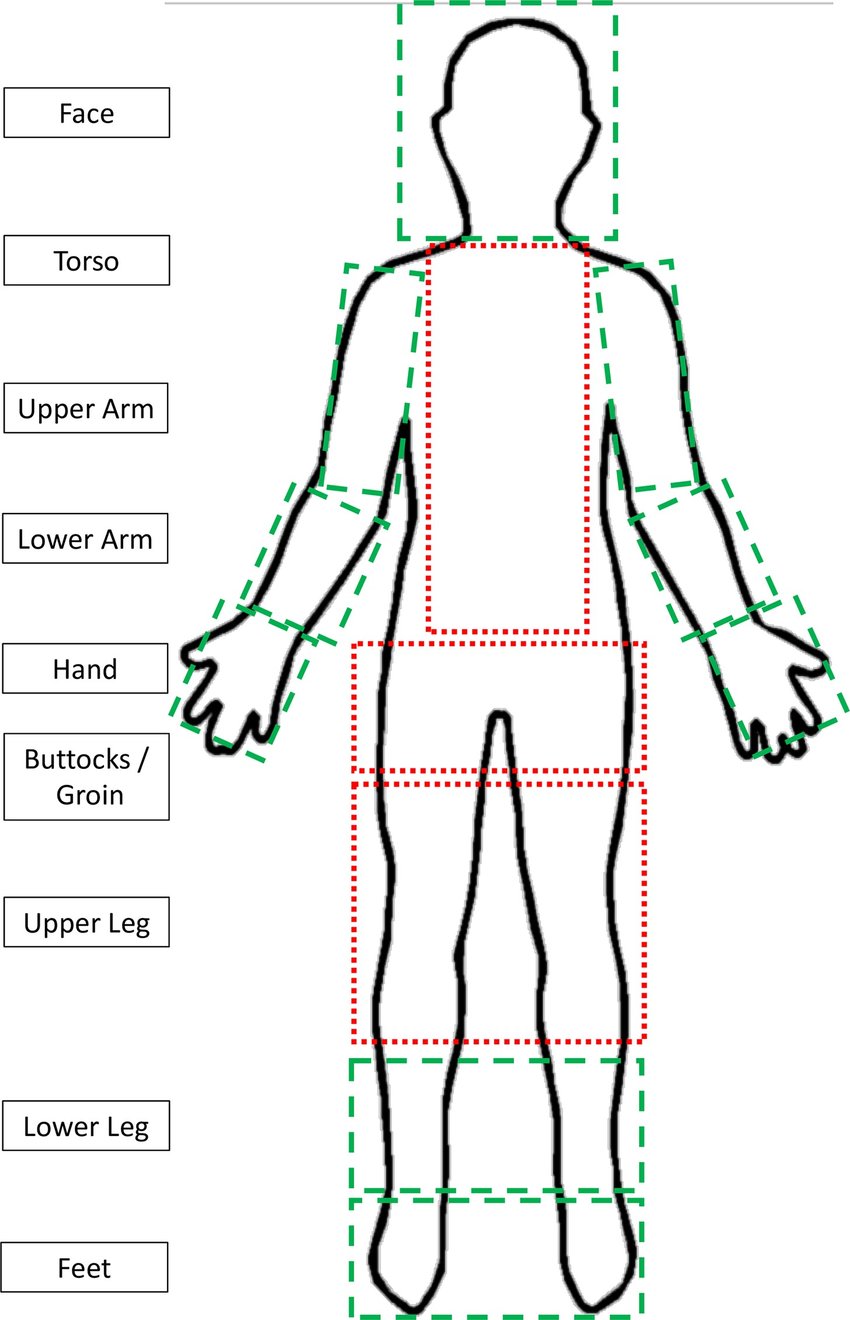 Face
Torso
Upper Arm
Lower Arm
Hand
Buttocks /
Groin
Upper Leg
Lower Leg
Feet